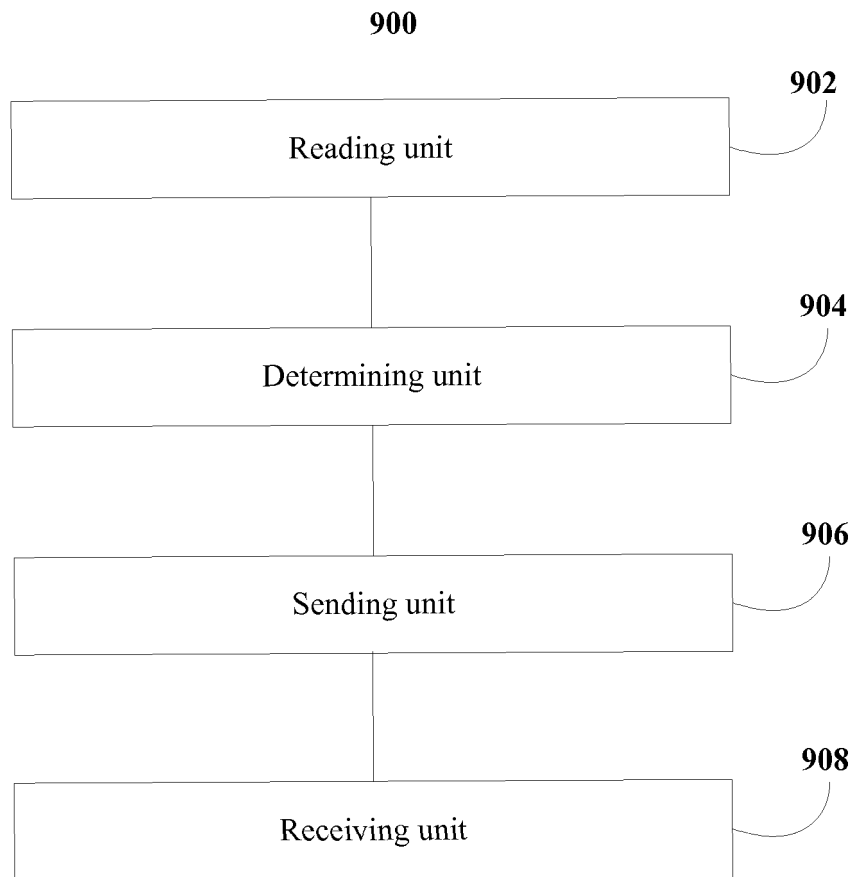 900
902
Reading unit
904
Determining unit
906
Sending unit
908
Receiving unit